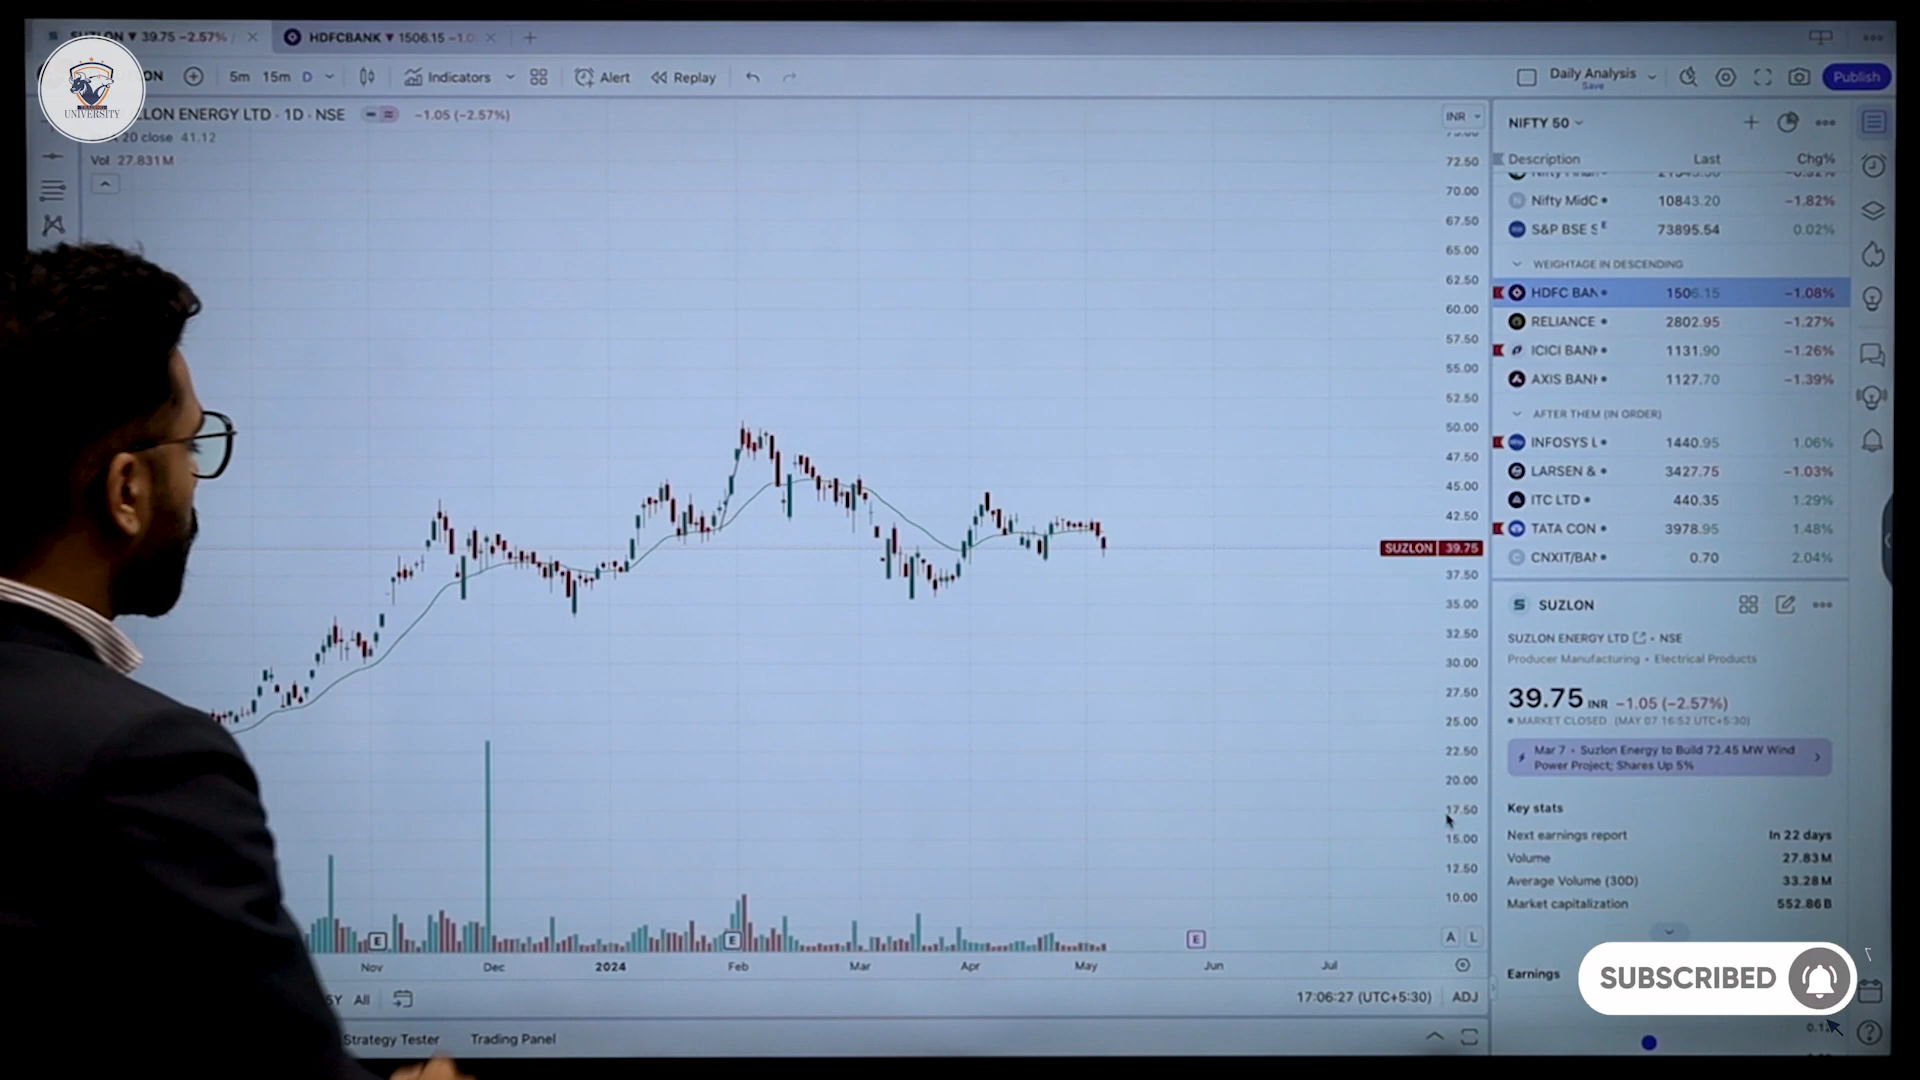 SUZLON ▼ 39.75 −2.57%
HDFCBANK ▼ 1506.15 −1.0
5m 15m D Indicators Alert Replay
Daily Analysis
Save
Publish
UNIVERSITY
LON ENERGY LTD · 1D · NSE −1.05 (−2.57%)
20 close 41.12
Vol 27.831M
INR
72.50
70.00
67.50
65.00
62.50
60.00
57.50
55.00
52.50
50.00
47.50
45.00
42.50
SUZLON 39.75
37.50
35.00
32.50
30.00
27.50
25.00
22.50
20.00
17.50
15.00
12.50
10.00
E E E
A L
Nov Dec 2024 Feb Mar Apr May Jun Jul
5Y All
17:06:27 (UTC+5:30) ADJ
Strategy Tester Trading Panel
NIFTY 50
Description Last Chg%
Nifty MidC 10843.20 −1.82%
S&P BSE S E 73895.54 0.02%
WEIGHTAGE IN DESCENDING
HDFC BAN 1506.15 −1.08%
RELIANCE 2802.95 −1.27%
ICICI BANK 1131.90 −1.26%
AXIS BANK 1127.70 −1.39%
AFTER THEM (IN ORDER)
INFOSYS L 1440.95 1.06%
LARSEN & 3427.75 −1.03%
ITC LTD 440.35 1.29%
TATA CON 3978.95 1.48%
CNXIT/BAN 0.70 2.04%
SUZLON
SUZLON ENERGY LTD · NSE
Producer Manufacturing • Electrical Products
39.75 INR −1.05 (−2.57%)
MARKET CLOSED (MAY 07 16:52 UTC+5:30)
Mar 7 • Suzlon Energy to Build 72.45 MW Wind
Power Project; Shares Up 5%
Key stats
Next earnings report In 22 days
Volume 27.83M
Average Volume (30D) 33.28M
Market capitalization 552.86B
Earnings
SUBSCRIBED